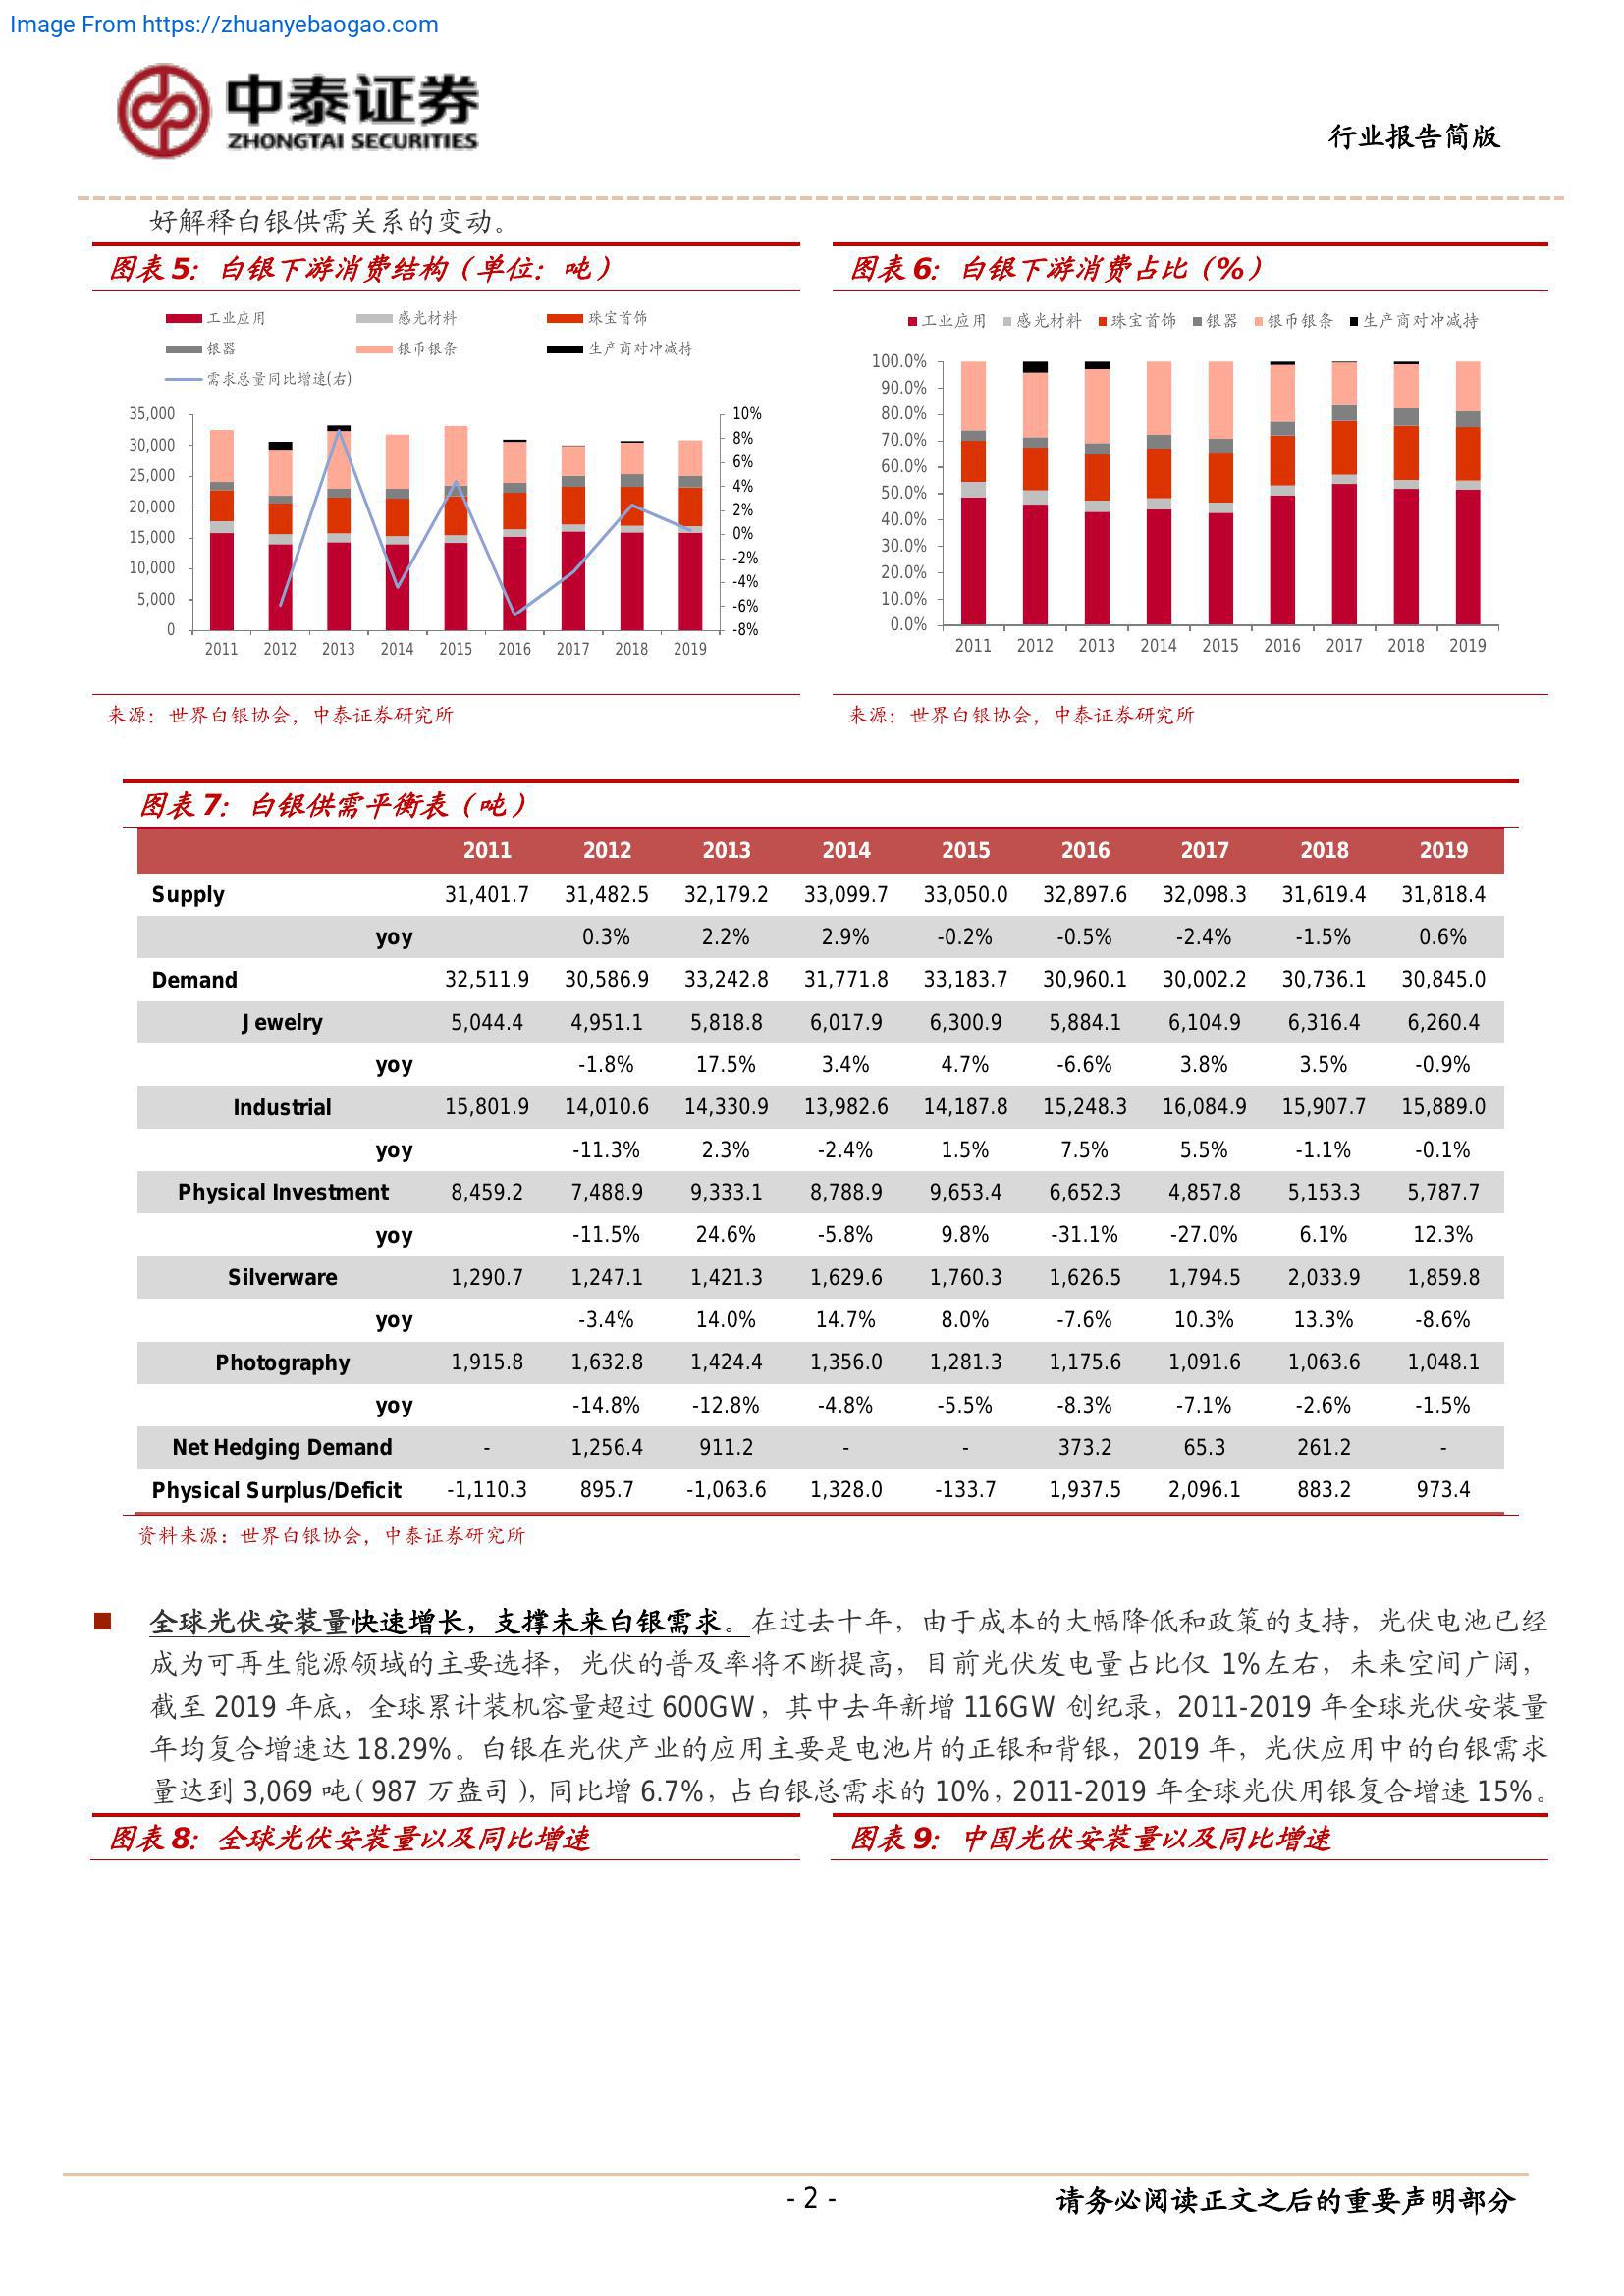 Image From https://zhuanyebaogao.com
中泰证券
ZHONGTAI SECURITIES
行业报告简版
好解释白银供需关系的变动。
图表 5：白银下游消费结构（单位：吨）
工业应用 感光材料 珠宝首饰
银器 银币银条 生产商对冲减持
需求总量同比增速(右)
35,000 10%
30,000 8%
6%
25,000 4%
20,000 2%
15,000 0%
-2%
10,000 -4%
5,000 -6%
0 -8%
2011 2012 2013 2014 2015 2016 2017 2018 2019
来源：世界白银协会，中泰证券研究所
图表 6：白银下游消费占比（%）
工业应用 感光材料 珠宝首饰 银器 银币银条 生产商对冲减持
100.0%
90.0%
80.0%
70.0%
60.0%
50.0%
40.0%
30.0%
20.0%
10.0%
0.0%
2011 2012 2013 2014 2015 2016 2017 2018 2019
来源：世界白银协会，中泰证券研究所
图表 7：白银供需平衡表（吨）
2011 2012 2013 2014 2015 2016 2017 2018 2019
Supply 31,401.7 31,482.5 32,179.2 33,099.7 33,050.0 32,897.6 32,098.3 31,619.4 31,818.4
yoy 0.3% 2.2% 2.9% -0.2% -0.5% -2.4% -1.5% 0.6%
Demand 32,511.9 30,586.9 33,242.8 31,771.8 33,183.7 30,960.1 30,002.2 30,736.1 30,845.0
Jewelry 5,044.4 4,951.1 5,818.8 6,017.9 6,300.9 5,884.1 6,104.9 6,316.4 6,260.4
yoy -1.8% 17.5% 3.4% 4.7% -6.6% 3.8% 3.5% -0.9%
Industrial 15,801.9 14,010.6 14,330.9 13,982.6 14,187.8 15,248.3 16,084.9 15,907.7 15,889.0
yoy -11.3% 2.3% -2.4% 1.5% 7.5% 5.5% -1.1% -0.1%
Physical Investment 8,459.2 7,488.9 9,333.1 8,788.9 9,653.4 6,652.3 4,857.8 5,153.3 5,787.7
yoy -11.5% 24.6% -5.8% 9.8% -31.1% -27.0% 6.1% 12.3%
Silverware 1,290.7 1,247.1 1,421.3 1,629.6 1,760.3 1,626.5 1,794.5 2,033.9 1,859.8
yoy -3.4% 14.0% 14.7% 8.0% -7.6% 10.3% 13.3% -8.6%
Photography 1,915.8 1,632.8 1,424.4 1,356.0 1,281.3 1,175.6 1,091.6 1,063.6 1,048.1
yoy -14.8% -12.8% -4.8% -5.5% -8.3% -7.1% -2.6% -1.5%
Net Hedging Demand - 1,256.4 911.2 - - 373.2 65.3 261.2 -
Physical Surplus/Deficit -1,110.3 895.7 -1,063.6 1,328.0 -133.7 1,937.5 2,096.1 883.2 973.4
资料来源：世界白银协会，中泰证券研究所
全球光伏安装量快速增长，支撑未来白银需求。在过去十年，由于成本的大幅降低和政策的支持，光伏电池已经
成为可再生能源领域的主要选择，光伏的普及率将不断提高，目前光伏发电量占比仅 1%左右，未来空间广阔，
截至 2019 年底，全球累计装机容量超过 600GW，其中去年新增 116GW 创纪录，2011-2019 年全球光伏安装量
年均复合增速达 18.29%。白银在光伏产业的应用主要是电池片的正银和背银，2019 年，光伏应用中的白银需求
量达到 3,069 吨（987 万盎司），同比增 6.7%，占白银总需求的 10%，2011-2019 年全球光伏用银复合增速 15%。
图表 8：全球光伏安装量以及同比增速
图表 9：中国光伏安装量以及同比增速
- 2 -
请务必阅读正文之后的重要声明部分